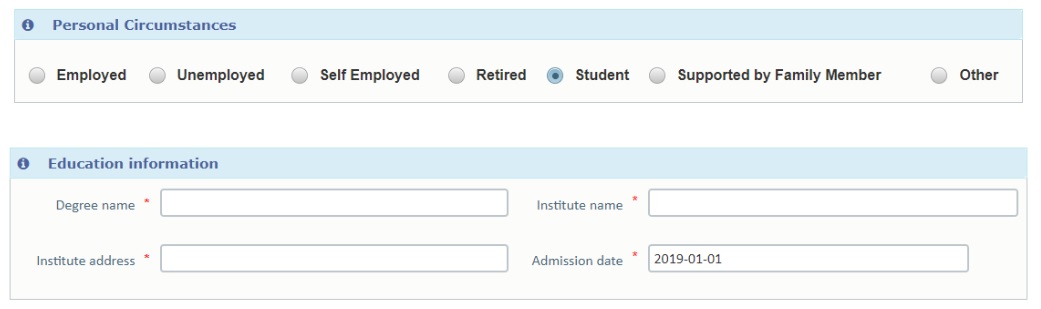 Personal Circumstances
Employed Unemployed Self Employed Retired Student Supported by Family Member Other
Education information
Degree name * Institute name *
Institute address * Admission date * 2019-01-01